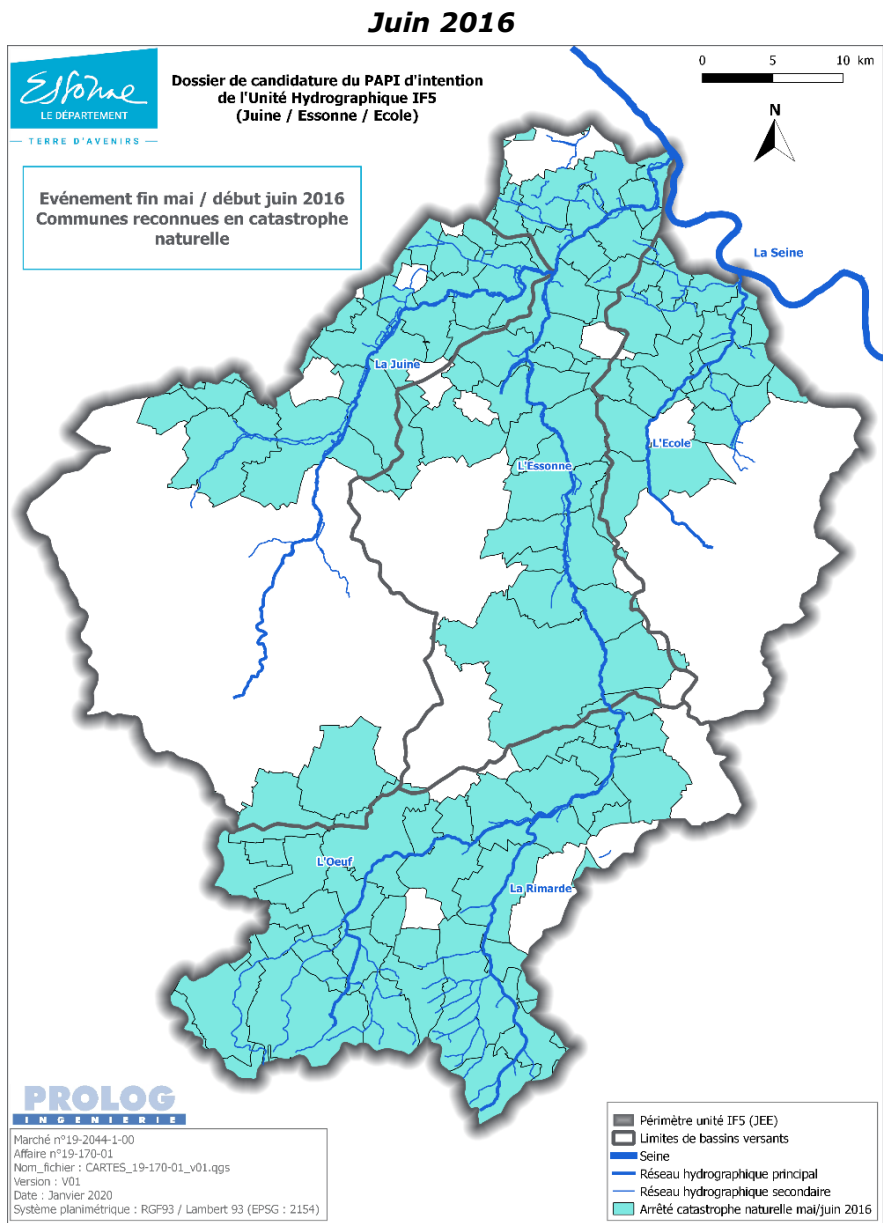 Juin 2016
Essonne
LE DÉPARTEMENT
TERRE D'AVENIRS
Dossier de candidature du PAPI d'intention
de l'Unité Hydrographique IF5
(Juine / Essonne / Ecole)
0 5 10 km
N
Evénement fin mai / début juin 2016
Communes reconnues en catastrophe
naturelle
La Seine
La Juine
L'Ecole
L'Essonne
L'Oeuf
La Rimarde
PROLOG
INGENIERIE
Marché n°19-2044-1-00
Affaire n°19-170-01
Nom_fichier : CARTES_19-170-01_v01.qgs
Version : V01
Date : Janvier 2020
Système planimétrique : RGF93 / Lambert 93 (EPSG : 2154)
Périmètre unité IF5 (JEE)
Limites de bassins versants
Seine
Réseau hydrographique principal
Réseau hydrographique secondaire
Arrêté catastrophe naturelle mai/juin 2016